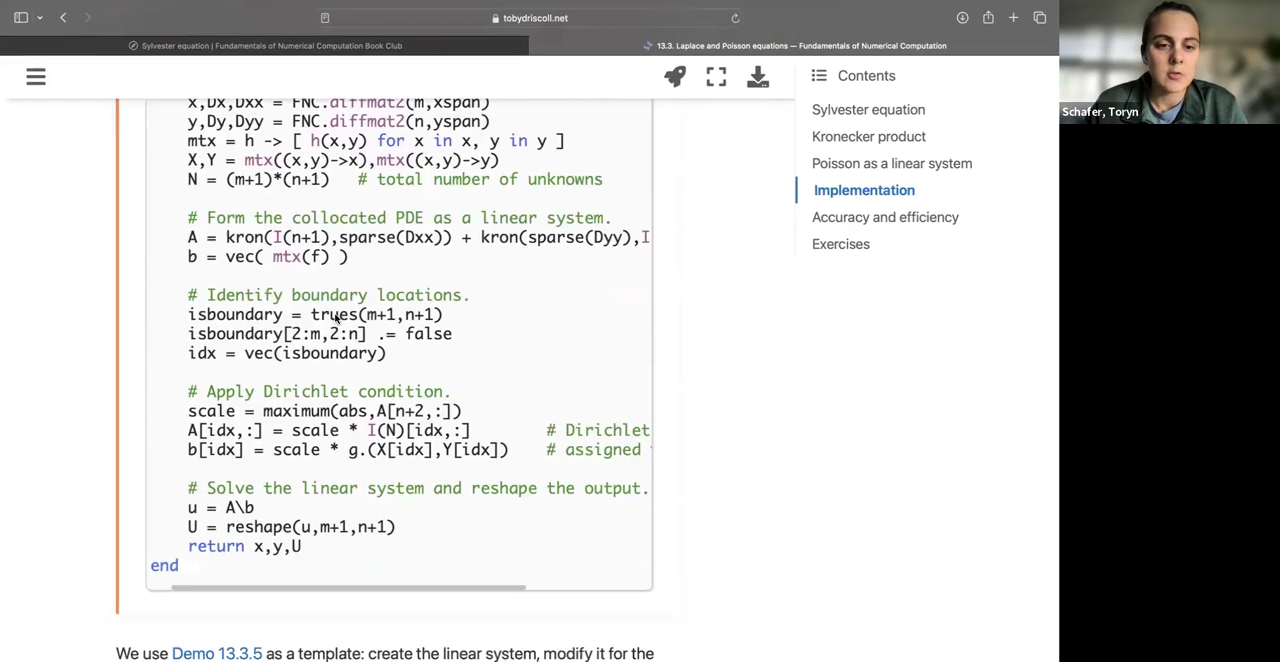 tobydriscoll.net
Sylvester equation | Fundamentals of Numerical Computation Book Club
13.3. Laplace and Poisson equations — Fundamentals of Numerical Computation
Schafer, Toryn
Contents
Sylvester equation
Kronecker product
Poisson as a linear system
Implementation
Accuracy and efficiency
Exercises
x,Dx,Dxx = FNC.diffmat2(m,xspan)
y,Dy,Dyy = FNC.diffmat2(n,yspan)
mtx = h -> [ h(x,y) for x in x, y in y ]
X,Y = mtx((x,y)->x),mtx((x,y)->y)
N = (m+1)*(n+1)   # total number of unknowns
# Form the collocated PDE as a linear system.
A = kron(I(n+1),sparse(Dxx)) + kron(sparse(Dyy),I
b = vec( mtx(f) )
# Identify boundary locations.
isboundary = trues(m+1,n+1)
isboundary[2:m,2:n] .= false
idx = vec(isboundary)
# Apply Dirichlet condition.
scale = maximum(abs,A[n+2,:])
A[idx,:] = scale * I(N)[idx,:]        # Dirichlet
b[idx] = scale * g.(X[idx],Y[idx])    # assigned
# Solve the linear system and reshape the output.
u = A\b
U = reshape(u,m+1,n+1)
return x,y,U
end
We use Demo 13.3.5 as a template: create the linear system, modify it for the